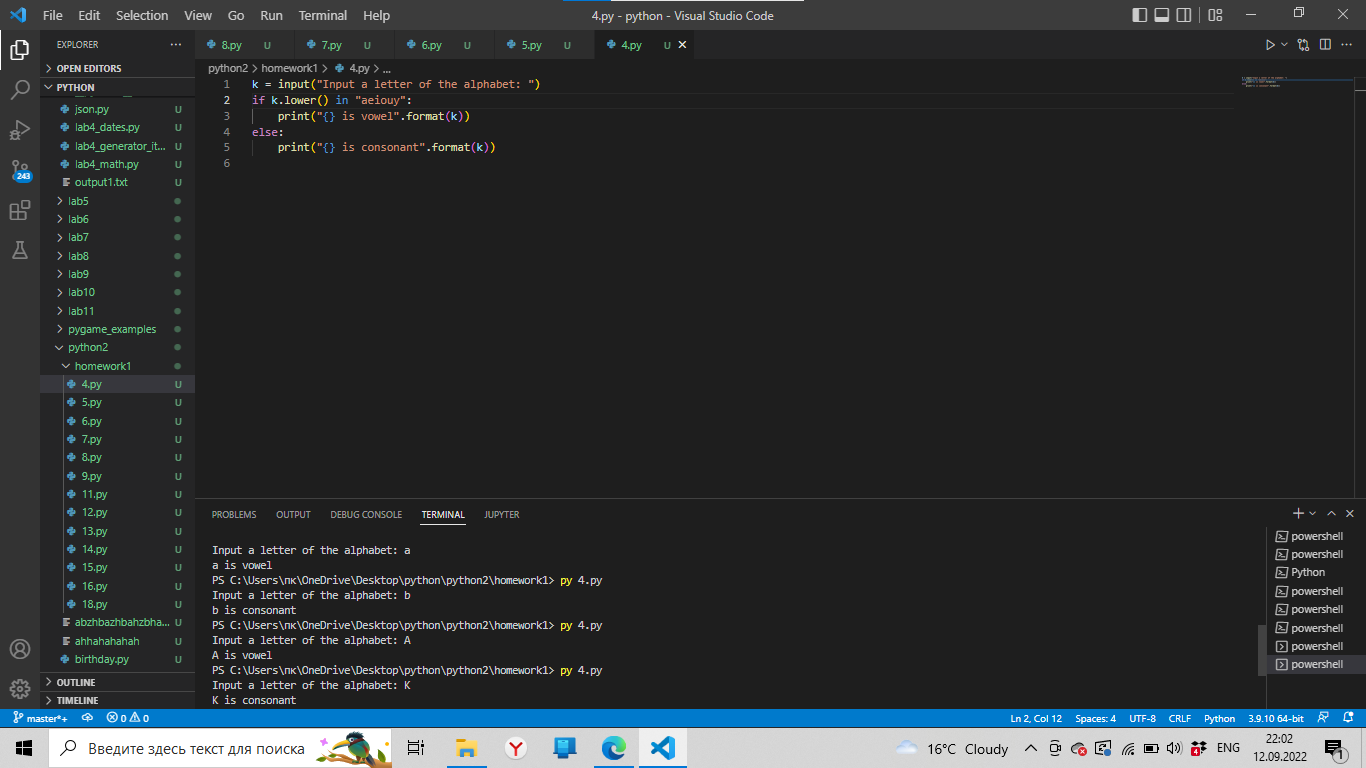 File Edit Selection View Go Run Terminal Help
4.py - python - Visual Studio Code
EXPLORER
OPEN EDITORS
PYTHON
json.py U
lab4_dates.py U
lab4_generator_it... U
lab4_math.py U
output1.txt U
lab5
lab6
lab7
lab8
lab9
lab10
lab11
pygame_examples
python2
homework1
4.py U
5.py U
6.py U
7.py U
8.py U
9.py U
11.py U
12.py U
13.py U
14.py U
15.py U
16.py U
18.py U
abzhbazhbahzbha... U
ahhahahahah U
birthday.py U
OUTLINE
TIMELINE
243
8.py U 7.py U 6.py U 5.py U 4.py U
python2 > homework1 > 4.py > ...
1 k = input("Input a letter of the alphabet: ")
2 if k.lower() in "aeiouy":
3 print("{} is vowel".format(k))
4 else:
5 print("{} is consonant".format(k))
6
PROBLEMS OUTPUT DEBUG CONSOLE TERMINAL JUPYTER
Input a letter of the alphabet: a
a is vowel
PS C:\Users\пк\OneDrive\Desktop\python\python2\homework1> py 4.py
Input a letter of the alphabet: b
b is consonant
PS C:\Users\пк\OneDrive\Desktop\python\python2\homework1> py 4.py
Input a letter of the alphabet: A
A is vowel
PS C:\Users\пк\OneDrive\Desktop\python\python2\homework1> py 4.py
Input a letter of the alphabet: K
K is consonant
powershell
powershell
Python
powershell
powershell
powershell
powershell
powershell
master*+ 0 0
Ln 2, Col 12 Spaces: 4 UTF-8 CRLF Python 3.9.10 64-bit
Введите здесь текст для поиска
16°C Cloudy
ENG
22:02
12.09.2022
1